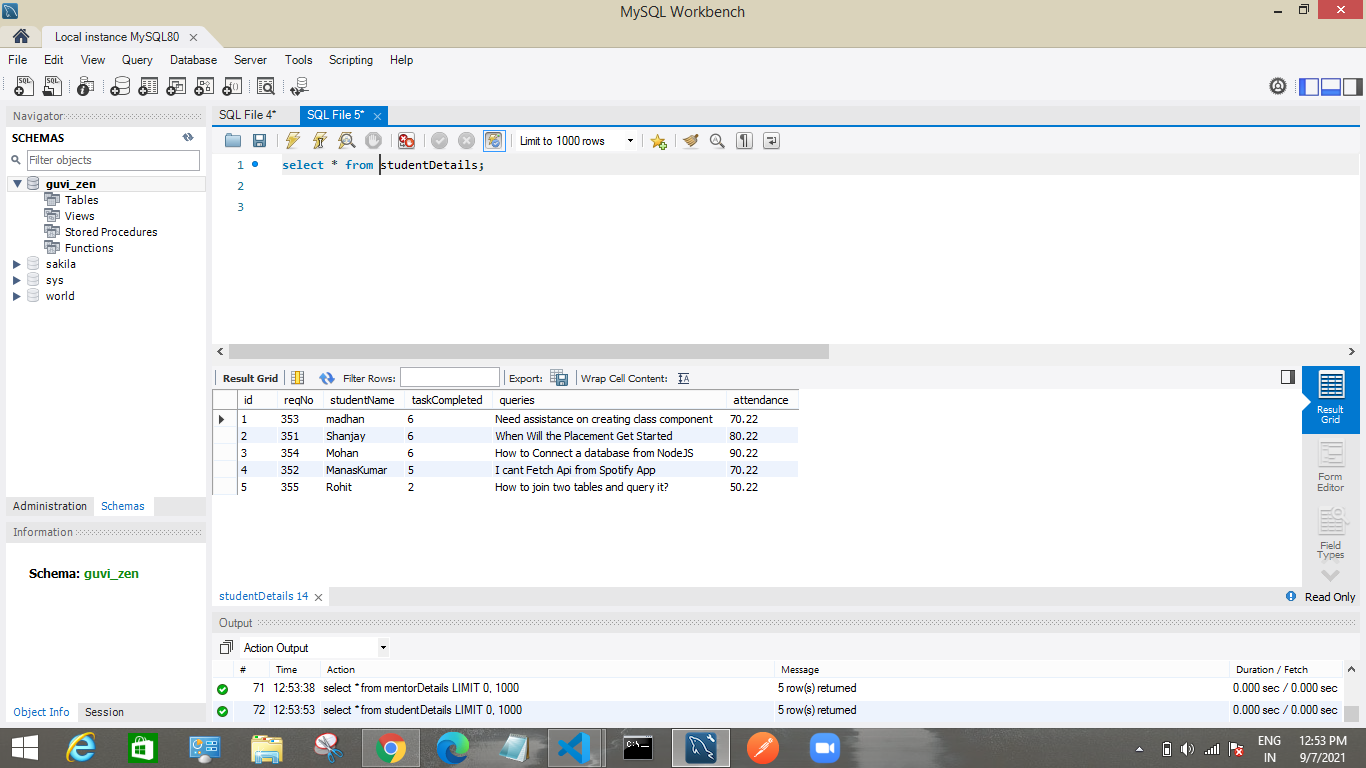 MySQL Workbench
Local instance MySQL80
File Edit View Query Database Server Tools Scripting Help
Navigator
SCHEMAS
Filter objects
guvi_zen
Tables
Views
Stored Procedures
Functions
sakila
sys
world
Administration Schemas
Information
Schema: guvi_zen
Object Info Session
SQL File 4* SQL File 5*
Limit to 1000 rows
1 select * from studentDetails;
2
3
Result Grid Filter Rows: Export: Wrap Cell Content:
id reqNo studentName taskCompleted queries attendance
1 353 madhan 6 Need assistance on creating class component 70.22
2 351 Shanjay 6 When Will the Placement Get Started 80.22
3 354 Mohan 6 How to Connect a database from NodeJS 90.22
4 352 ManasKumar 5 I cant Fetch Api from Spotify App 70.22
5 355 Rohit 2 How to join two tables and query it? 50.22
Result
Grid
Form
Editor
Field
Types
studentDetails 14
Read Only
Output
Action Output
# Time Action Message Duration / Fetch
71 12:53:38 select * from mentorDetails LIMIT 0, 1000 5 row(s) returned 0.000 sec / 0.000 sec
72 12:53:53 select * from studentDetails LIMIT 0, 1000 5 row(s) returned 0.000 sec / 0.000 sec
ENG 12:53 PM
IN 9/7/2021